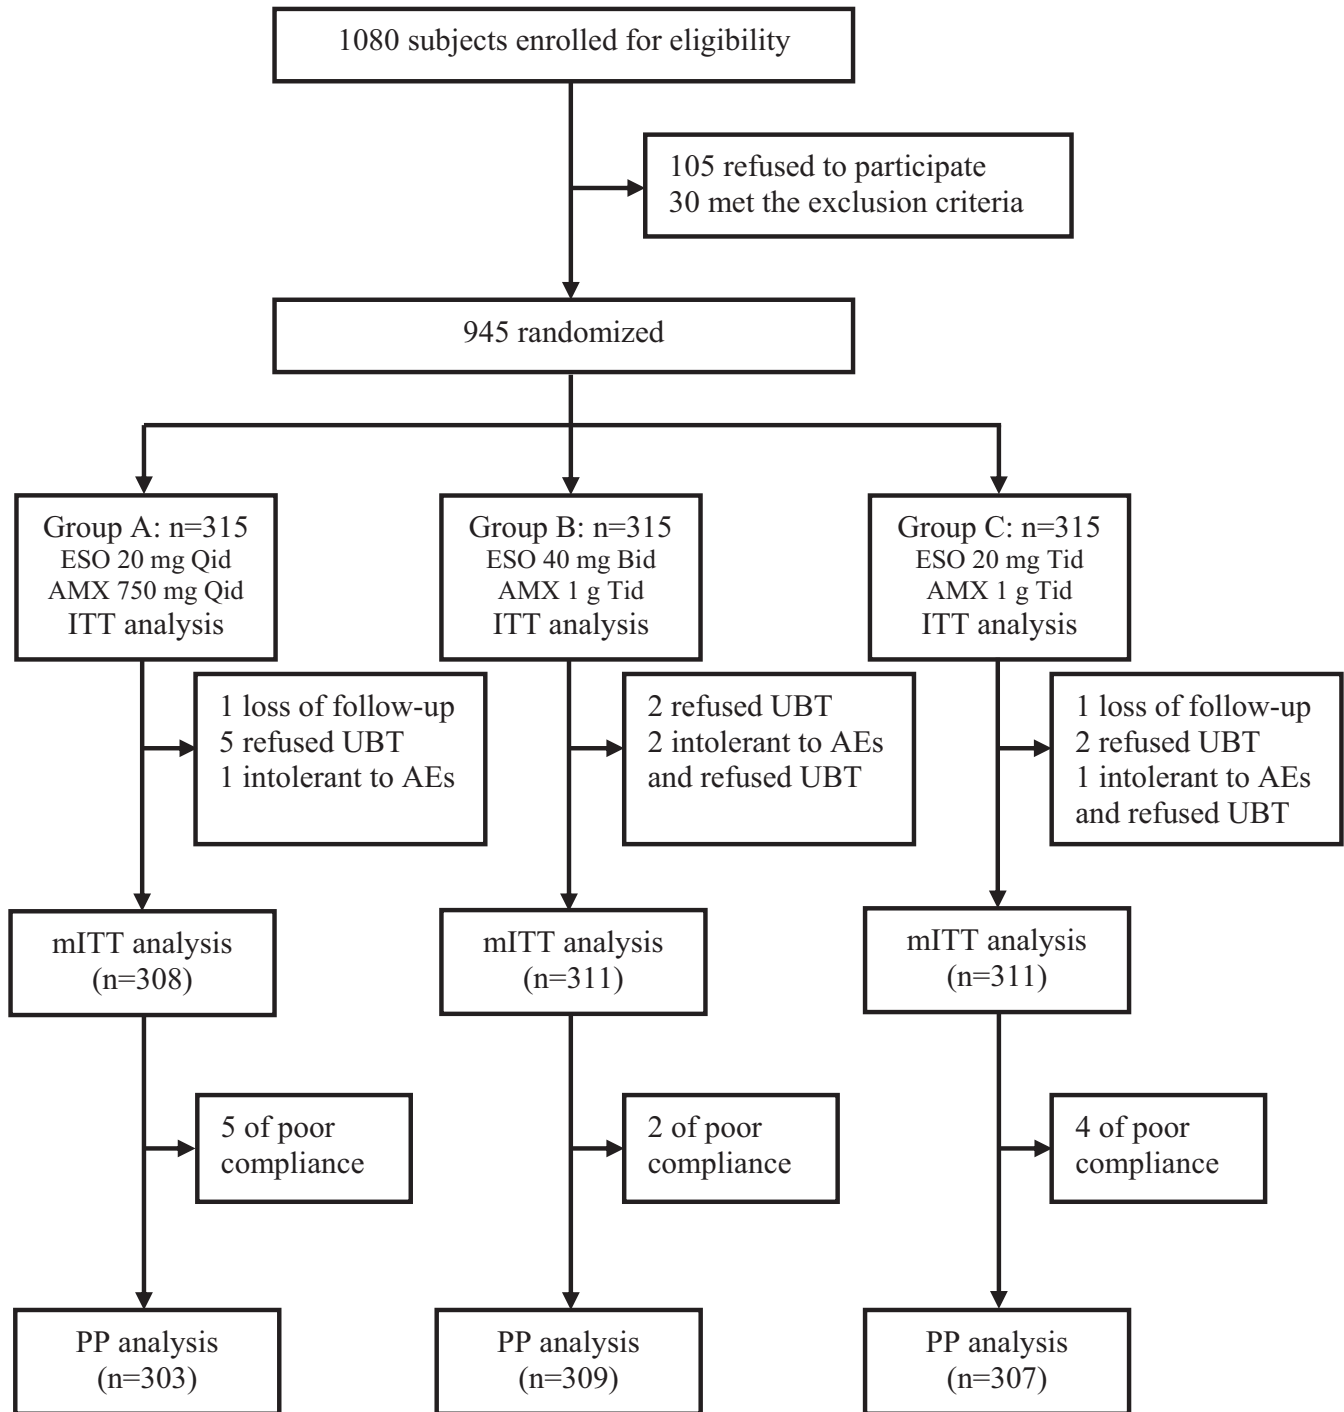 1080 subjects enrolled for eligibility
105 refused to participate
30 met the exclusion criteria
945 randomized
Group A: n=315
ESO 20 mg Qid
AMX 750 mg Qid
ITT analysis
Group B: n=315
ESO 40 mg Bid
AMX 1 g Tid
ITT analysis
Group C: n=315
ESO 20 mg Tid
AMX 1 g Tid
ITT analysis
1 loss of follow-up
5 refused UBT
1 intolerant to AEs
2 refused UBT
2 intolerant to AEs
and refused UBT
1 loss of follow-up
2 refused UBT
1 intolerant to AEs
and refused UBT
mITT analysis
(n=308)
mITT analysis
(n=311)
mITT analysis
(n=311)
5 of poor
compliance
2 of poor
compliance
4 of poor
compliance
PP analysis
(n=303)
PP analysis
(n=309)
PP analysis
(n=307)